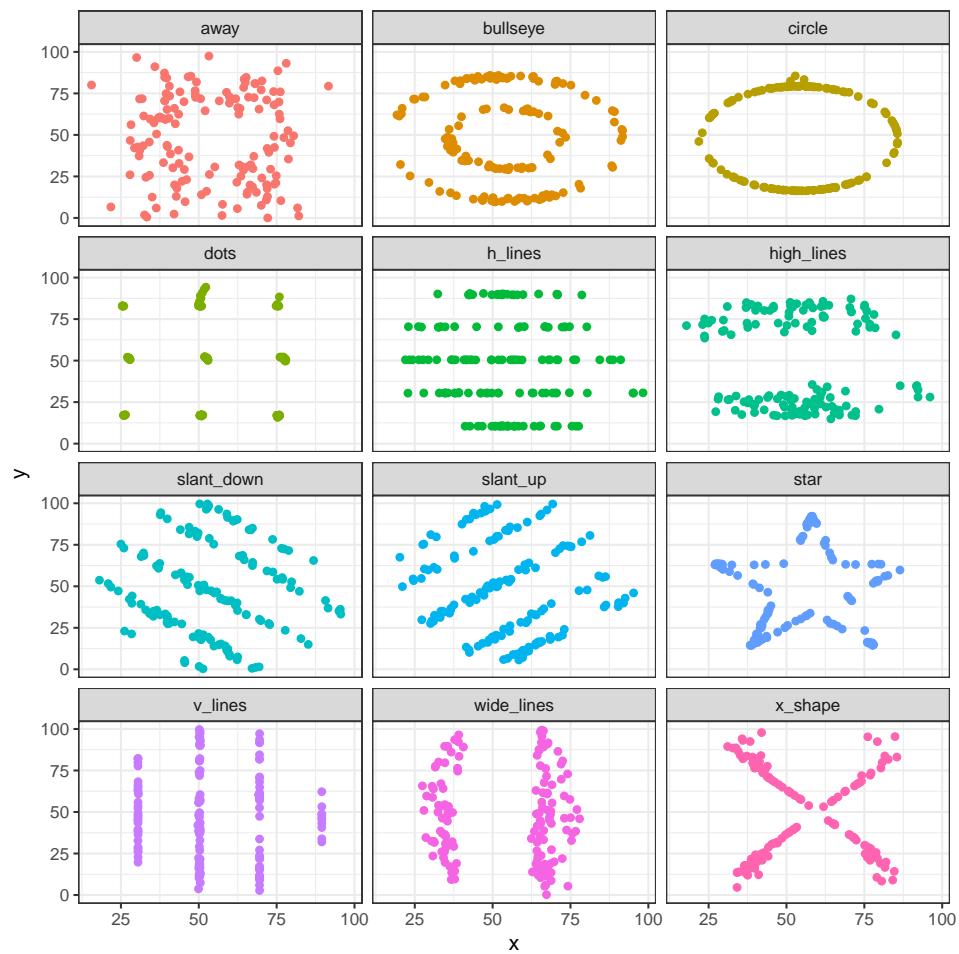 away bullseye circle
100
75
50
25
0
dots h_lines high_lines
100
75
50
25
0
y
slant_down slant_up star
100
75
50
25
0
v_lines wide_lines x_shape
100
75
50
25
0
25 50 75 100 25 50 75 100 25 50 75 100
x